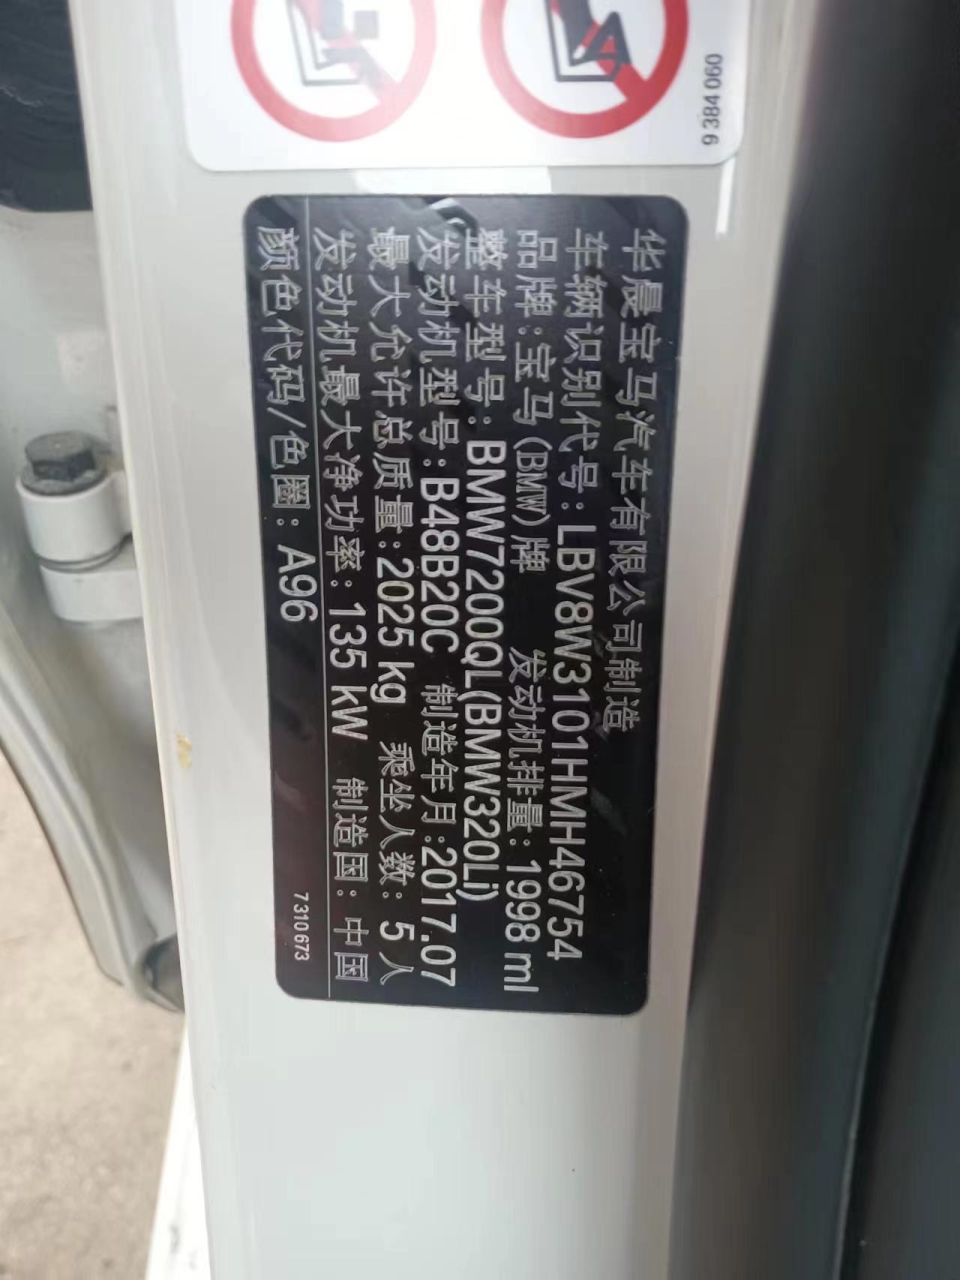 9 384 060
华晨宝马汽车有限公司制造
车辆识别代号:LBV8W3101HMH46754
品牌:宝马(BMW)牌 发动机排量:1998 ml
整车型号:BMW7200QL(BMW320Li)
发动机型号:B48B20C 制造年月:2017.07
最大允许总质量:2025 kg 乘坐人数:5人
发动机最大净功率:135 kW 制造国:中国
颜色代码/色圈:A96
7 310 673